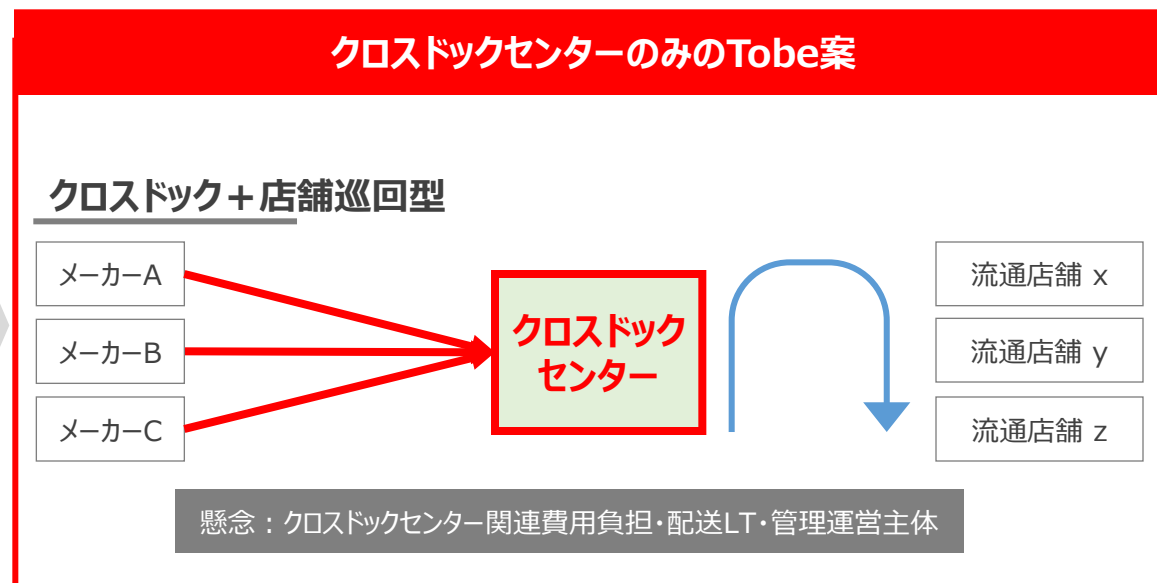 クロスドックセンターのみのTobe案
クロスドック+店舗巡回型
メーカーA
メーカーB
メーカーC
クロスドック
センター
流通店舗 x
流通店舗 y
流通店舗 z
懸念：クロスドックセンター関連費用負担・配送LT・管理運営主体